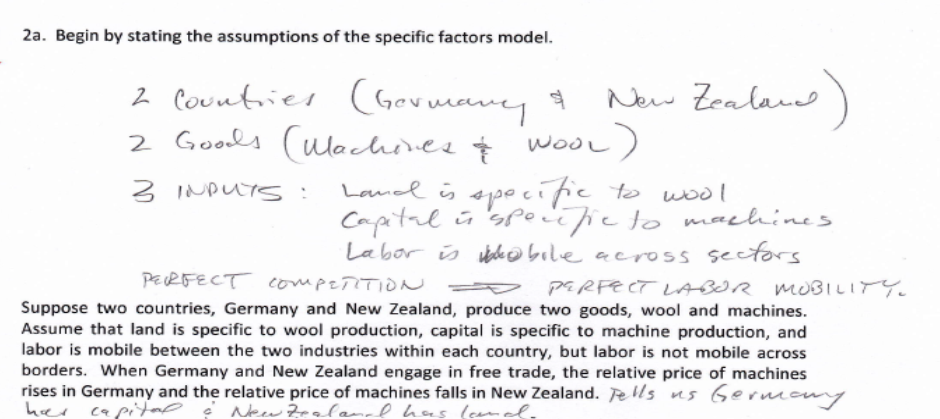 2a. Begin by stating the assumptions of the specific factors model.
2 Countries (Germany & New Zealand)
2 Goods (Machines & WOOL)
3 INPUTS : Land is specific to wool
Capital is specific to machines
Labor is mobile across sectors
PERFECT COMPETITION ⇒ PERFECT LABOR MOBILITY.
Suppose two countries, Germany and New Zealand, produce two goods, wool and machines.
Assume that land is specific to wool production, capital is specific to machine production, and
labor is mobile between the two industries within each country, but labor is not mobile across
borders. When Germany and New Zealand engage in free trade, the relative price of machines
rises in Germany and the relative price of machines falls in New Zealand. Tells us Germany
has capital & New Zealand has land.